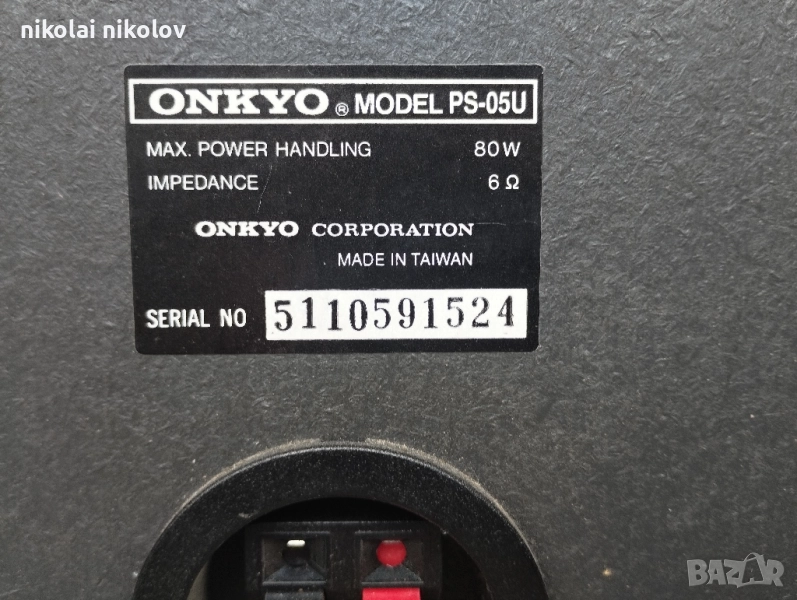 nikolai nikolov
ONKYO ® MODEL PS-05U
MAX. POWER HANDLING 80W
IMPEDANCE 6 Ω
ONKYO CORPORATION
MADE IN TAIWAN
SERIAL NO 5110591524
BAZAR